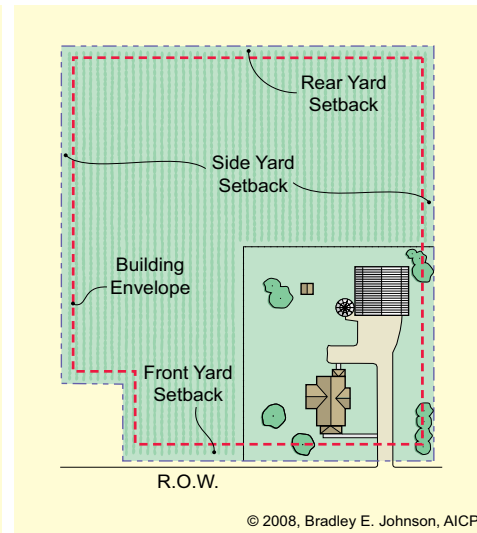 Rear Yard
Setback
Side Yard
Setback
Building
Envelope
Front Yard
Setback
R.O.W.
© 2008, Bradley E. Johnson, AICP